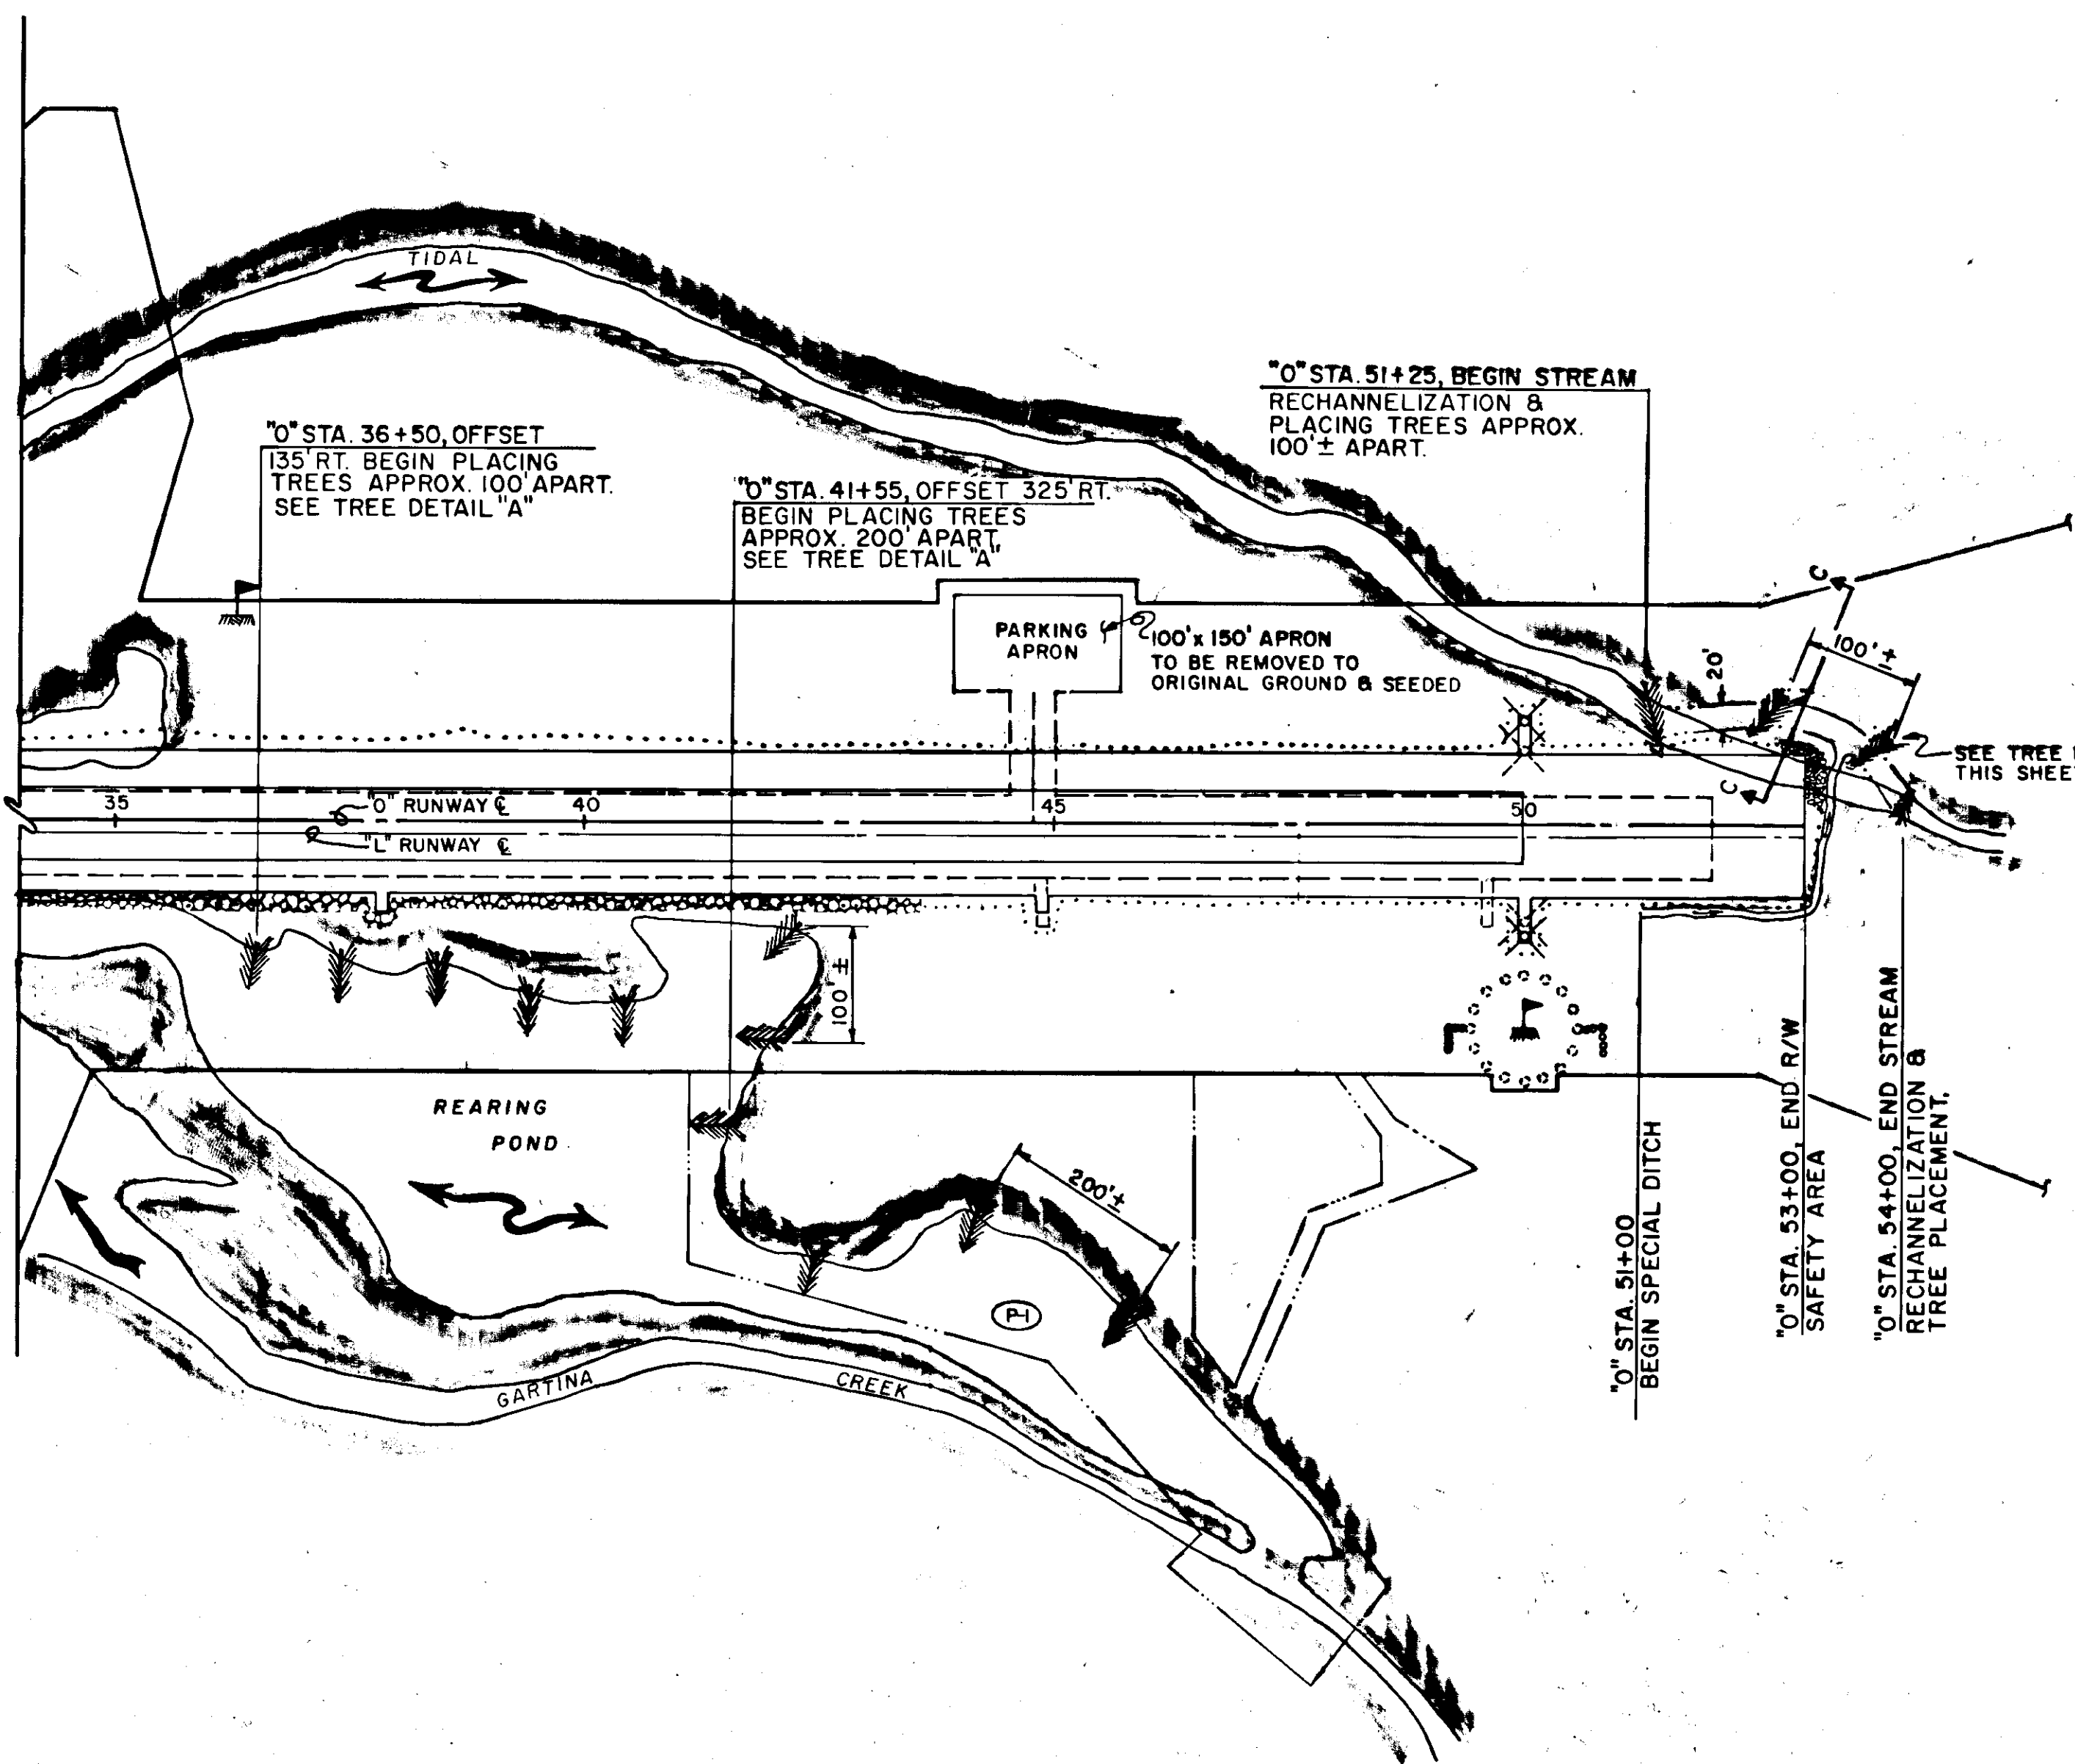 TIDAL
"O" STA. 51+25, BEGIN STREAM
RECHANNELIZATION &
PLACING TREES APPROX.
100'± APART.
"O" STA. 36+50, OFFSET
135' RT. BEGIN PLACING
TREES APPROX. 100' APART.
SEE TREE DETAIL "A"
"O" STA. 41+55, OFFSET 325' RT.
BEGIN PLACING TREES
APPROX. 200' APART
SEE TREE DETAIL "A"
C
PARKING
APRON
100' x 150' APRON
TO BE REMOVED TO
ORIGINAL GROUND & SEEDED
20'
100'±
SEE TREE
THIS SHEE
C
35
"O" RUNWAY ℄
40
45
50
"L" RUNWAY ℄
100' ±
REARING
POND
200'±
P-1
GARTINA
CREEK
"O" STA. 51+00
BEGIN SPECIAL DITCH
"O" STA. 53+00, END R/W
SAFETY AREA
"O" STA. 54+00, END STREAM
RECHANNELIZATION &
TREE PLACEMENT.